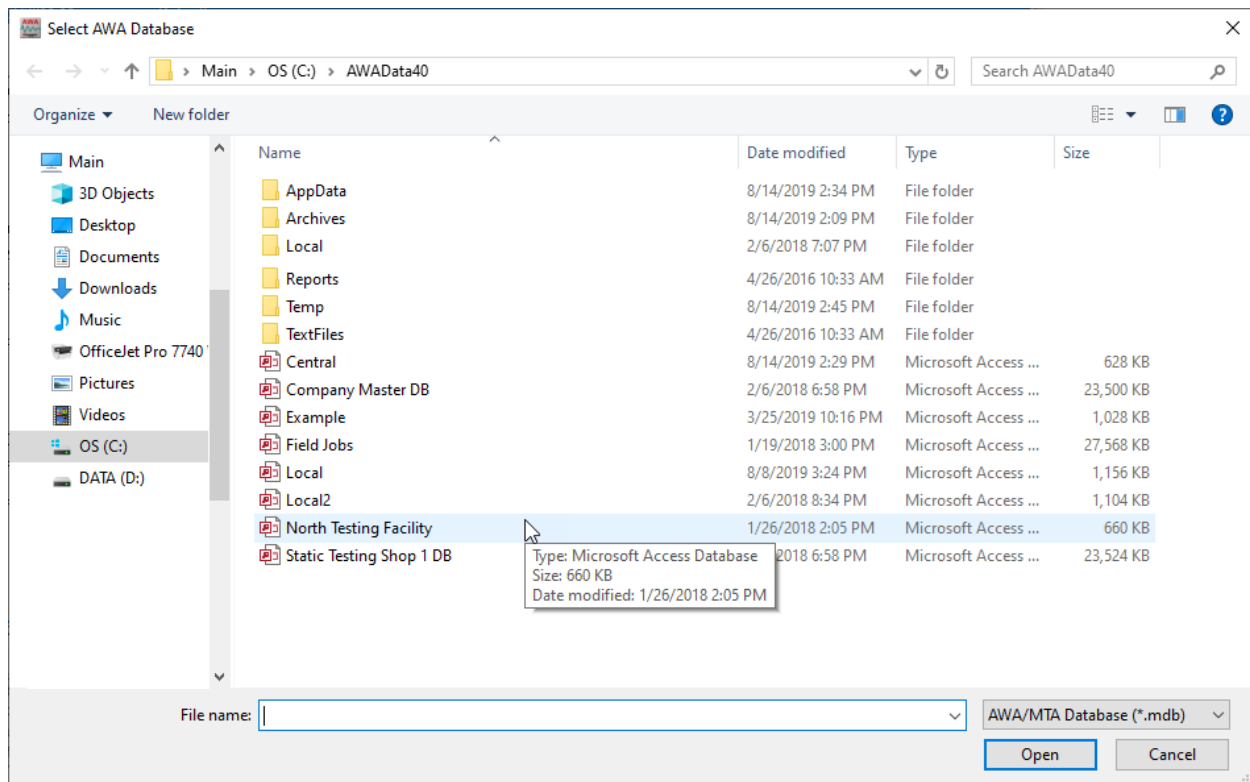 Select AWA Database
Main > OS (C:) > AWAData40
Search AWAData40
Organize
New folder
Main
3D Objects
Desktop
Documents
Downloads
Music
OfficeJet Pro 7740
Pictures
Videos
OS (C:)
DATA (D:)
Name Date modified Type Size
AppData 8/14/2019 2:34 PM File folder
Archives 8/14/2019 2:09 PM File folder
Local 2/6/2018 7:07 PM File folder
Reports 4/26/2016 10:33 AM File folder
Temp 8/14/2019 2:45 PM File folder
TextFiles 4/26/2016 10:33 AM File folder
Central 8/14/2019 2:29 PM Microsoft Access ... 628 KB
Company Master DB 2/6/2018 6:58 PM Microsoft Access ... 23,500 KB
Example 3/25/2019 10:16 PM Microsoft Access ... 1,028 KB
Field Jobs 1/19/2018 3:00 PM Microsoft Access ... 27,568 KB
Local 8/8/2019 3:24 PM Microsoft Access ... 1,156 KB
Local2 2/6/2018 8:34 PM Microsoft Access ... 1,104 KB
North Testing Facility 1/26/2018 2:05 PM Microsoft Access ... 660 KB
Static Testing Shop 1 DB 2018 6:58 PM Microsoft Access ... 23,524 KB
Type: Microsoft Access Database
Size: 660 KB
Date modified: 1/26/2018 2:05 PM
File name:
AWA/MTA Database (*.mdb)
Open
Cancel